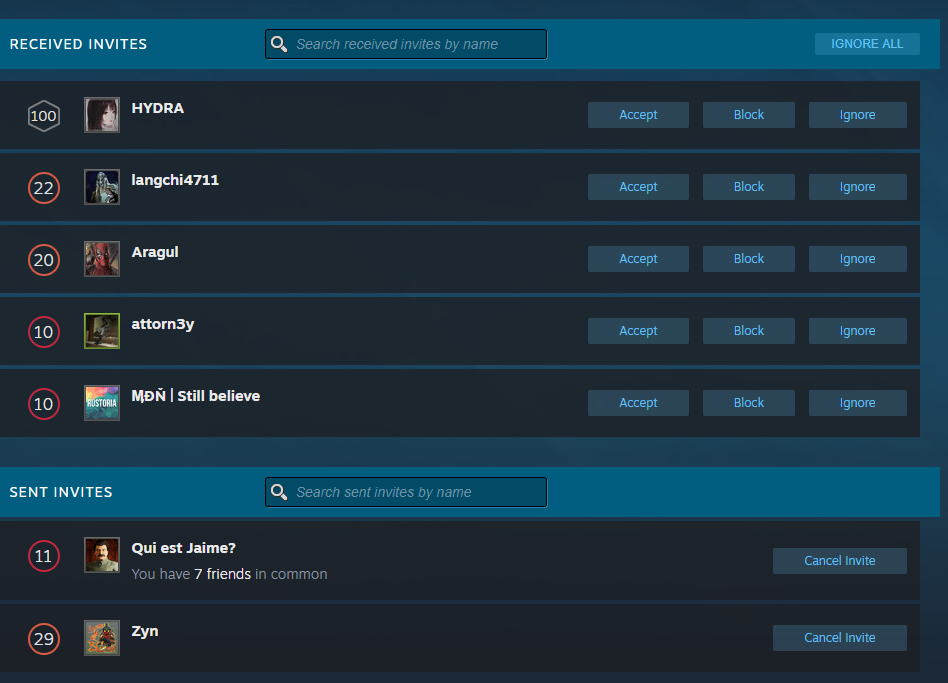 RECEIVED INVITES
Search received invites by name
IGNORE ALL
100
HYDRA
Accept
Block
Ignore
22
langchi4711
Accept
Block
Ignore
20
Aragul
Accept
Block
Ignore
10
attorn3y
Accept
Block
Ignore
10
RUSTORIA
ӍĐŇ | Still believe
Accept
Block
Ignore
SENT INVITES
Search sent invites by name
11
Qui est Jaime?
You have 7 friends in common
Cancel Invite
29
Zyn
Cancel Invite